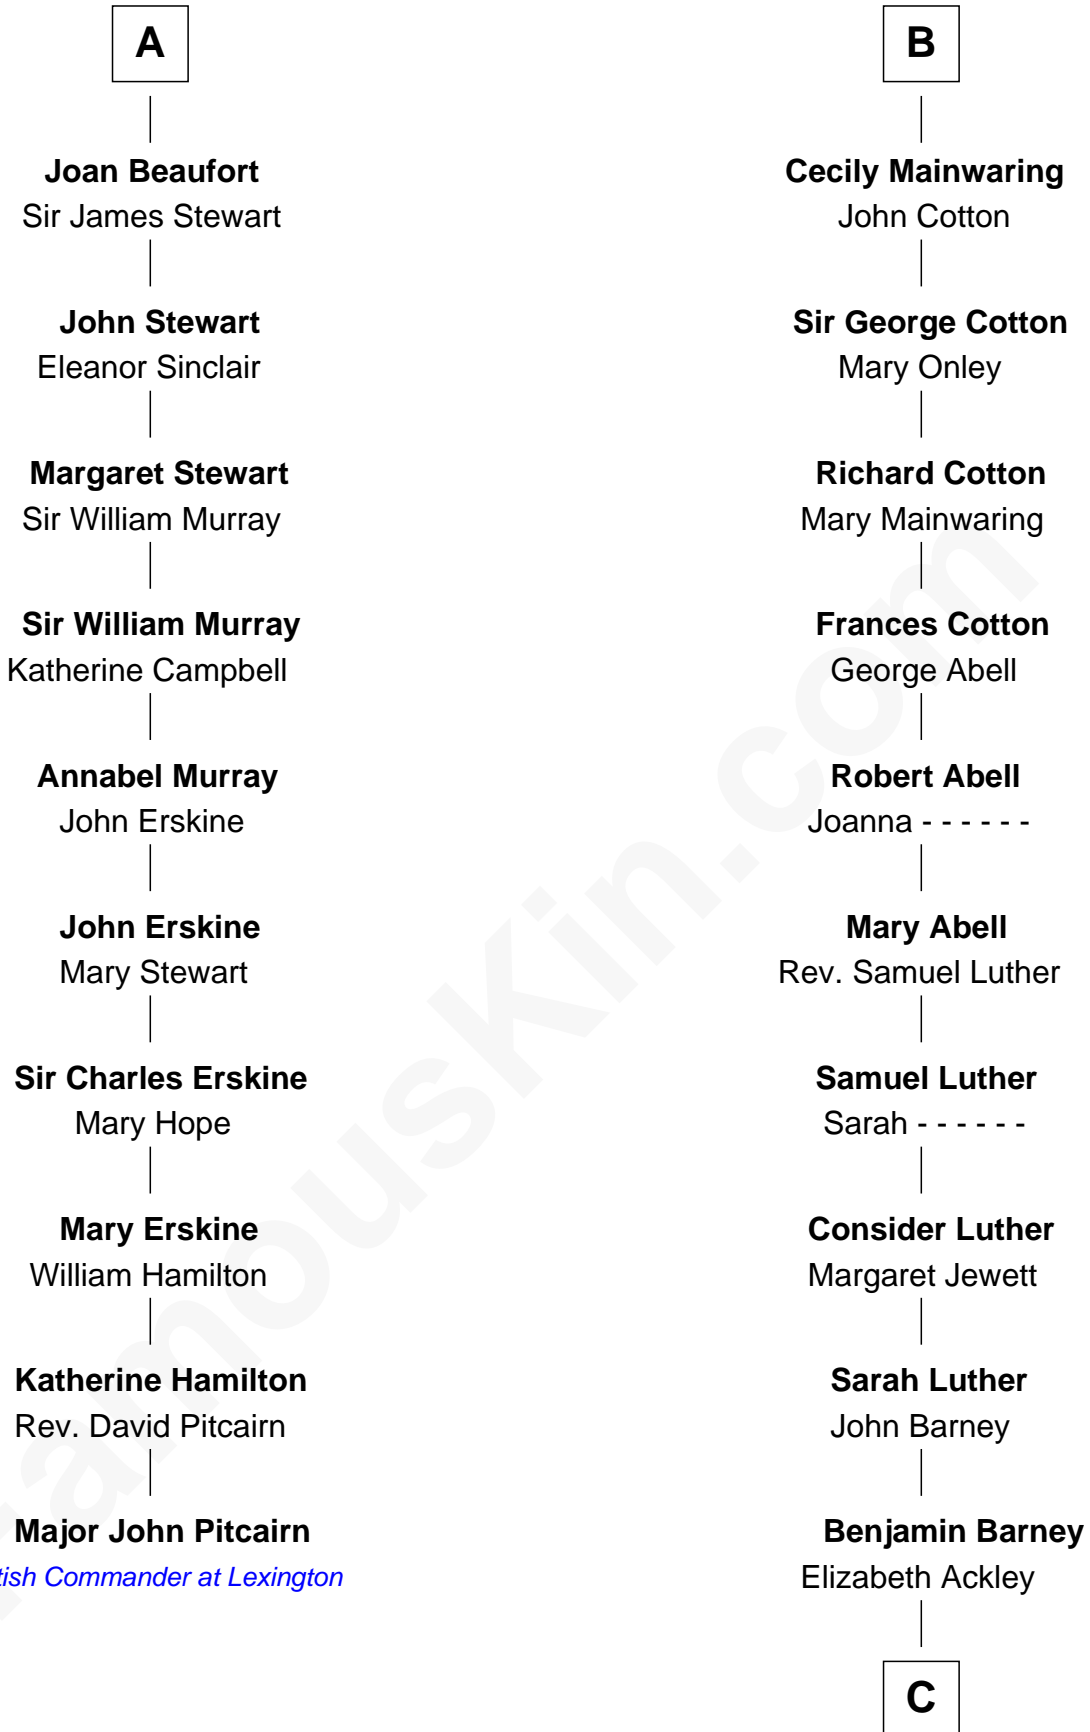 A
Joan Beaufort
Sir James Stewart
John Stewart
Eleanor Sinclair
Margaret Stewart
Sir William Murray
Sir William Murray
Katherine Campbell
Annabel Murray
John Erskine
John Erskine
Mary Stewart
Sir Charles Erskine
Mary Hope
Mary Erskine
William Hamilton
Katherine Hamilton
Rev. David Pitcairn
Major John Pitcairn
tish Commander at Lexington
B
Cecily Mainwaring
John Cotton
Sir George Cotton
Mary Onley
Richard Cotton
Mary Mainwaring
Frances Cotton
George Abell
Robert Abell
Joanna - - - - - -
Mary Abell
Rev. Samuel Luther
Samuel Luther
Sarah - - - - - -
Consider Luther
Margaret Jewett
Sarah Luther
John Barney
Benjamin Barney
Elizabeth Ackley
C
FamousKin.com